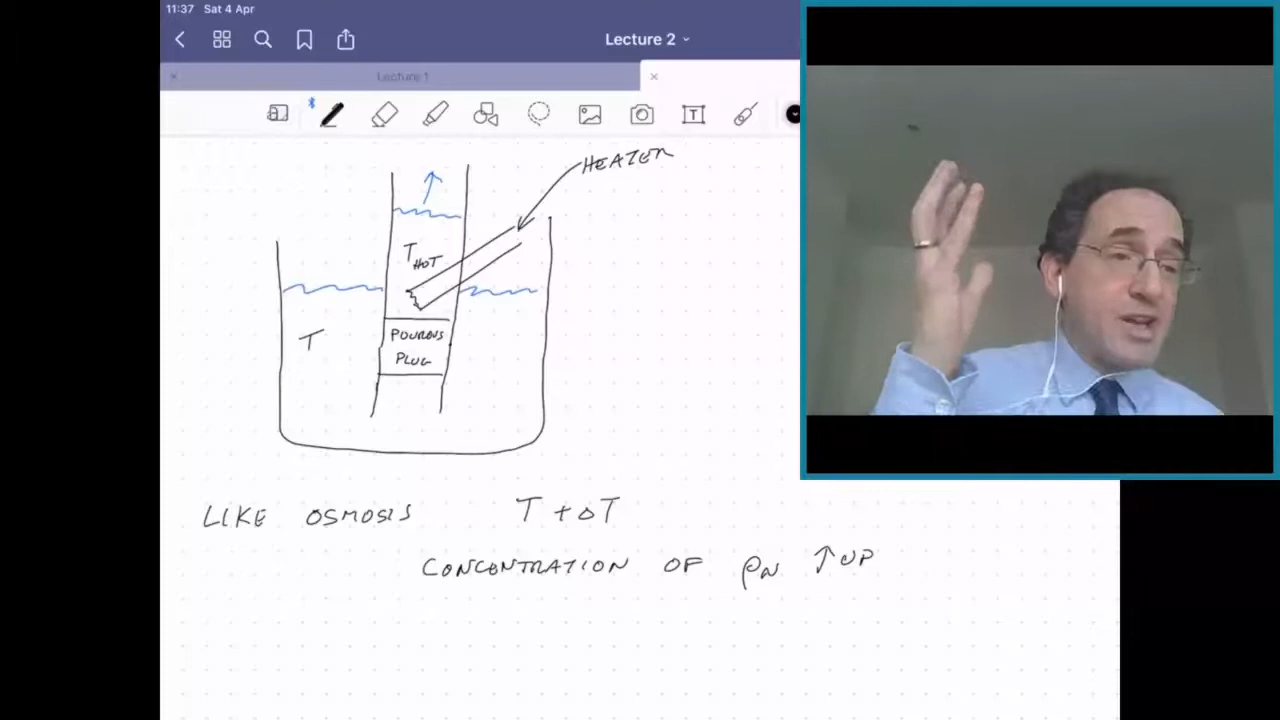 11:37 Sat 4 Apr
Lecture 2
Lecture 1
T
HEATER
THOT
POUROUS
PLUG
T
LIKE OSMOSIS T + ΔT
CONCENTRATION OF ρN ↑ UP